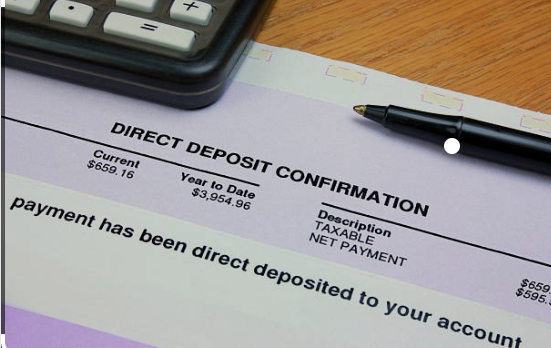 +
=
DIRECT DEPOSIT CONFIRMATION
Current Year to Date Description
$659.16 $3,954.96 TAXABLE $659.
NET PAYMENT $595.
payment has been direct deposited to your account